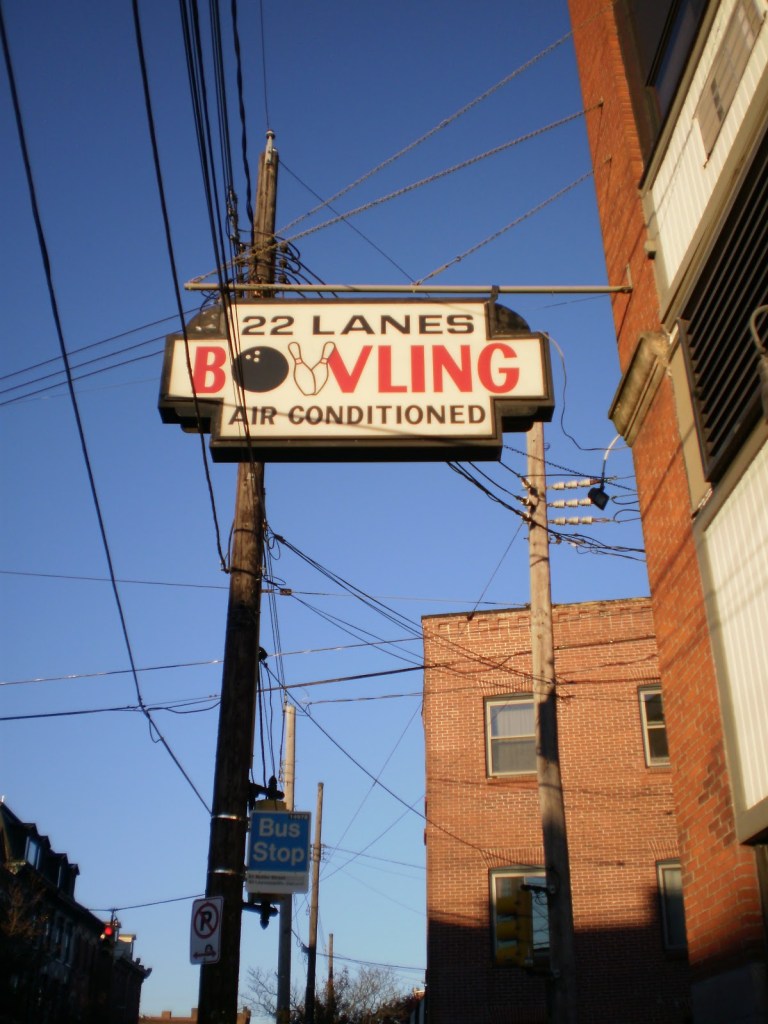 22 LANES
BOWLING
AIR CONDITIONED
Bus
Stop
P